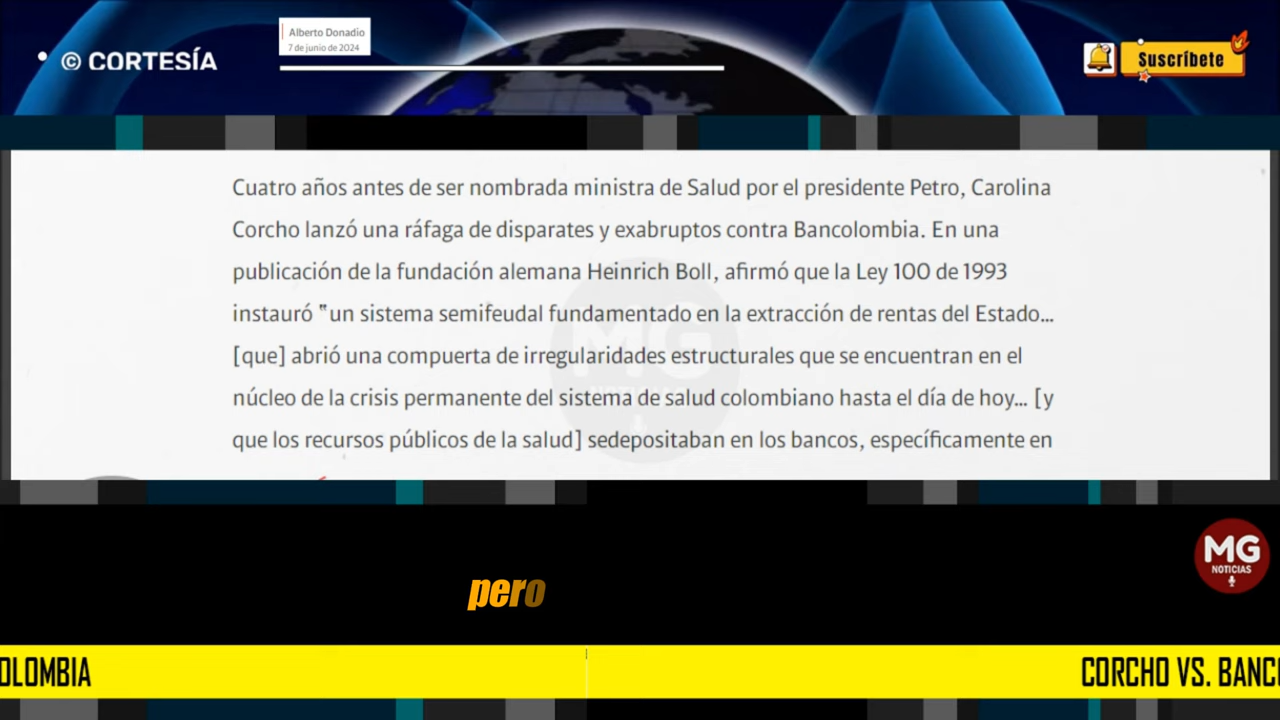 Alberto Donadio
7 de junio de 2024
© CORTESÍA
Suscríbete
Cuatro años antes de ser nombrada ministra de Salud por el presidente Petro, Carolina
Corcho lanzó una ráfaga de disparates y exabruptos contra Bancolombia. En una
publicación de la fundación alemana Heinrich Boll, afirmó que la Ley 100 de 1993
instauró "un sistema semifeudal fundamentado en la extracción de rentas del Estado...
[que] abrió una compuerta de irregularidades estructurales que se encuentran en el
núcleo de la crisis permanente del sistema de salud colombiano hasta el día de hoy... [y
que los recursos públicos de la salud] sedepositaban en los bancos, específicamente en
MG
NOTICIAS
MG
NOTICIAS
pero
OLOMBIA
CORCHO VS. BANCO